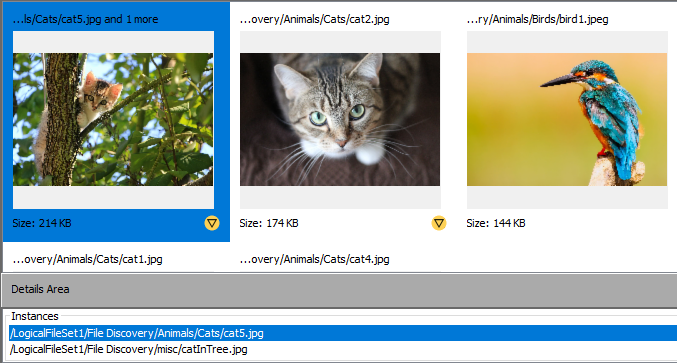 ...ls/Cats/cat5.jpg and 1 more
...overy/Animals/Cats/cat2.jpg
...ry/Animals/Birds/bird1.jpeg
Size: 214 KB
Size: 174 KB
Size: 144 KB
...overy/Animals/Cats/cat1.jpg
...overy/Animals/Cats/cat4.jpg
Details Area
Instances
/LogicalFileSet1/File Discovery/Animals/Cats/cat5.jpg
/LogicalFileSet1/File Discovery/misc/catInTree.jpg